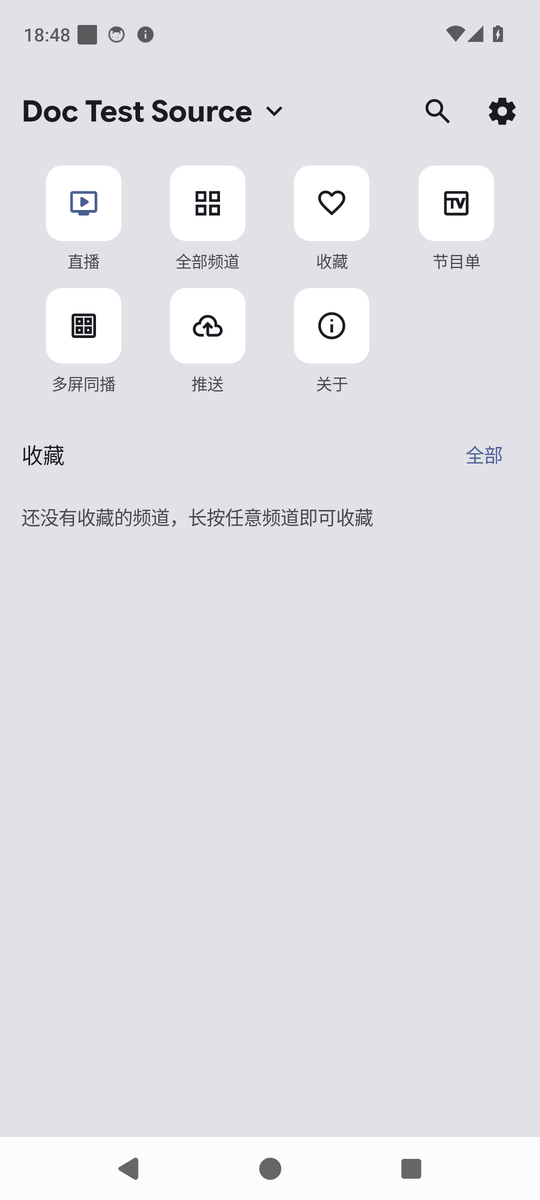 18:48
Doc Test Source
直播
全部频道
收藏
节目单
多屏同播
推送
关于
收藏
全部
还没有收藏的频道，长按任意频道即可收藏